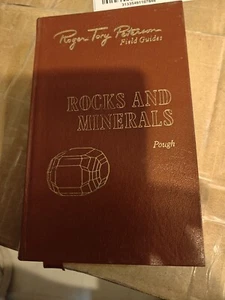 Roger Tory Peterson
Field Guides
ROCKS AND
MINERALS
Pough